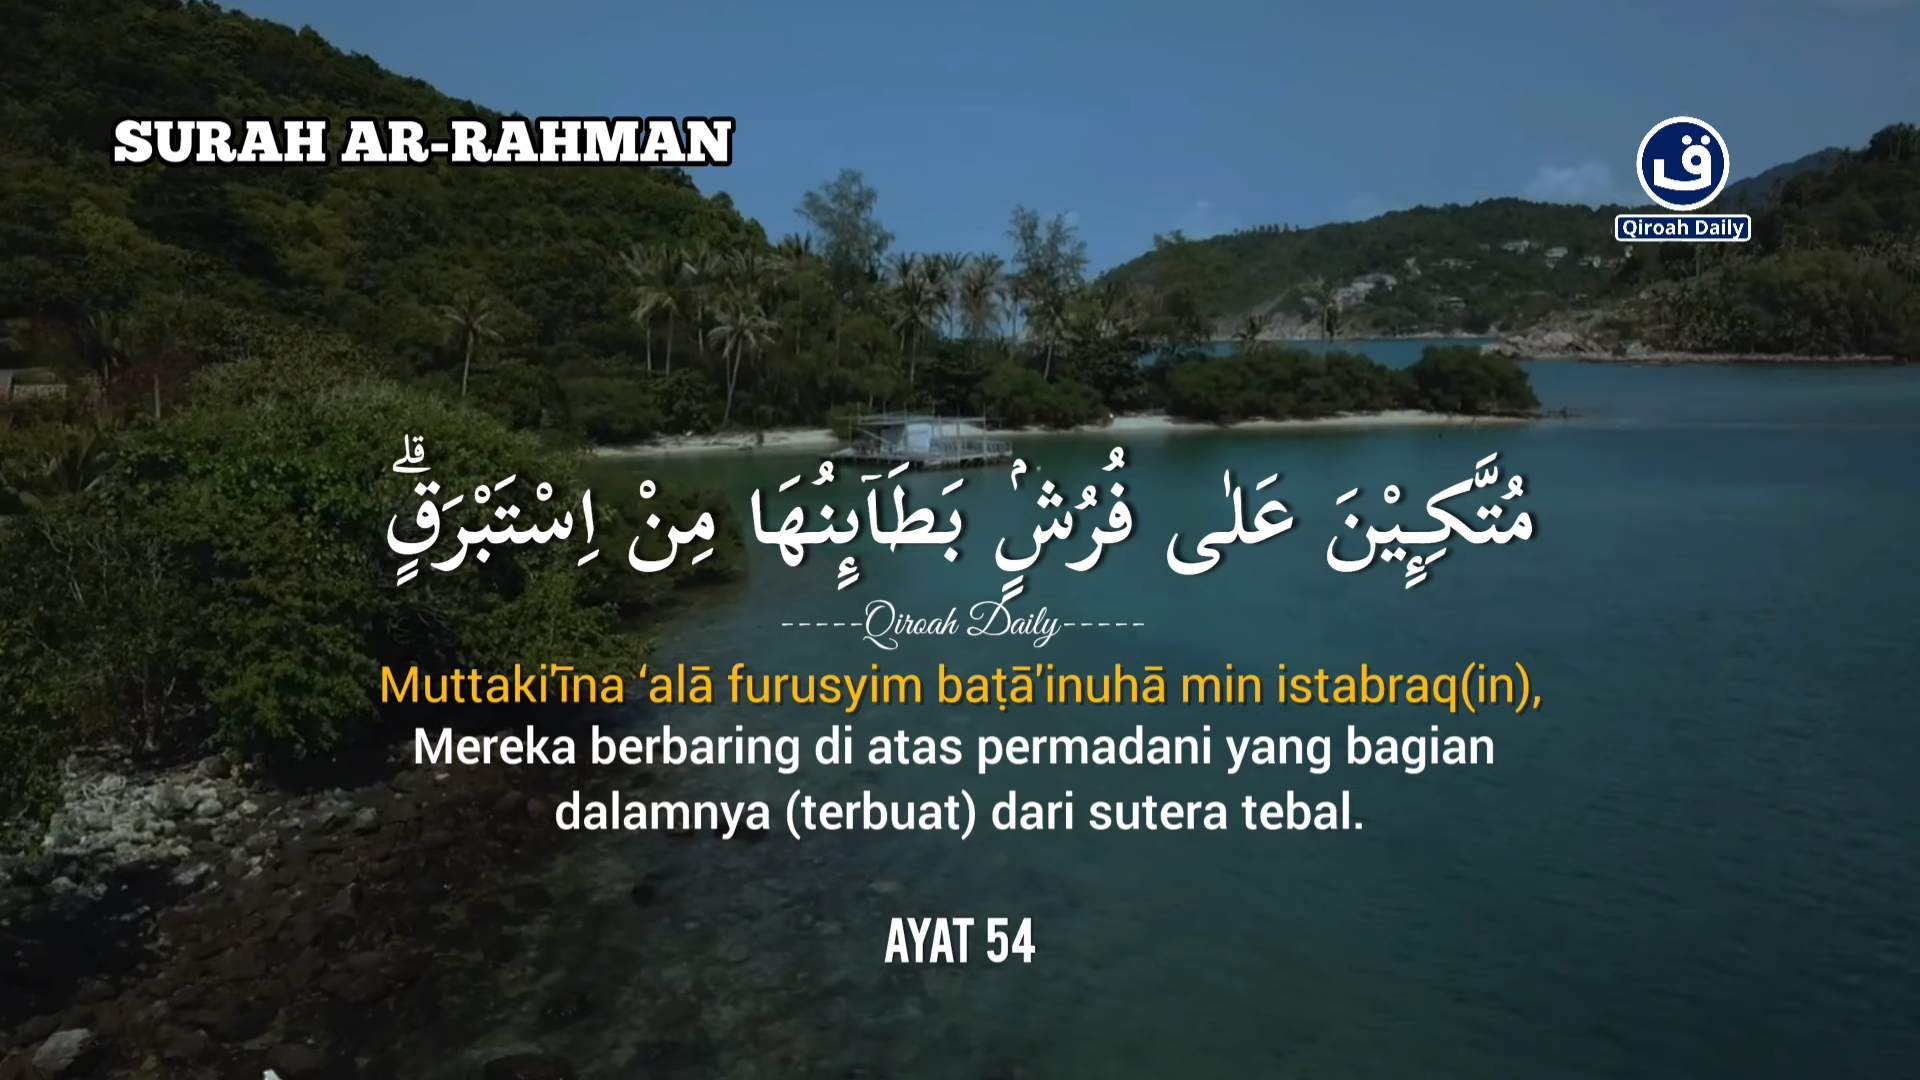 SURAH AR-RAHMAN
ق
Qiroah Daily
مُتَّكِـِٕيْنَ عَلٰى فُرُشٍۢ بَطَاۤىِٕنُهَا مِنْ اِسْتَبْرَقٍۗ
-----Qiroah Daily-----
Muttaki'īna ‘alā furusyim baṭā'inuhā min istabraq(in),
Mereka berbaring di atas permadani yang bagian
dalamnya (terbuat) dari sutera tebal.
AYAT 54